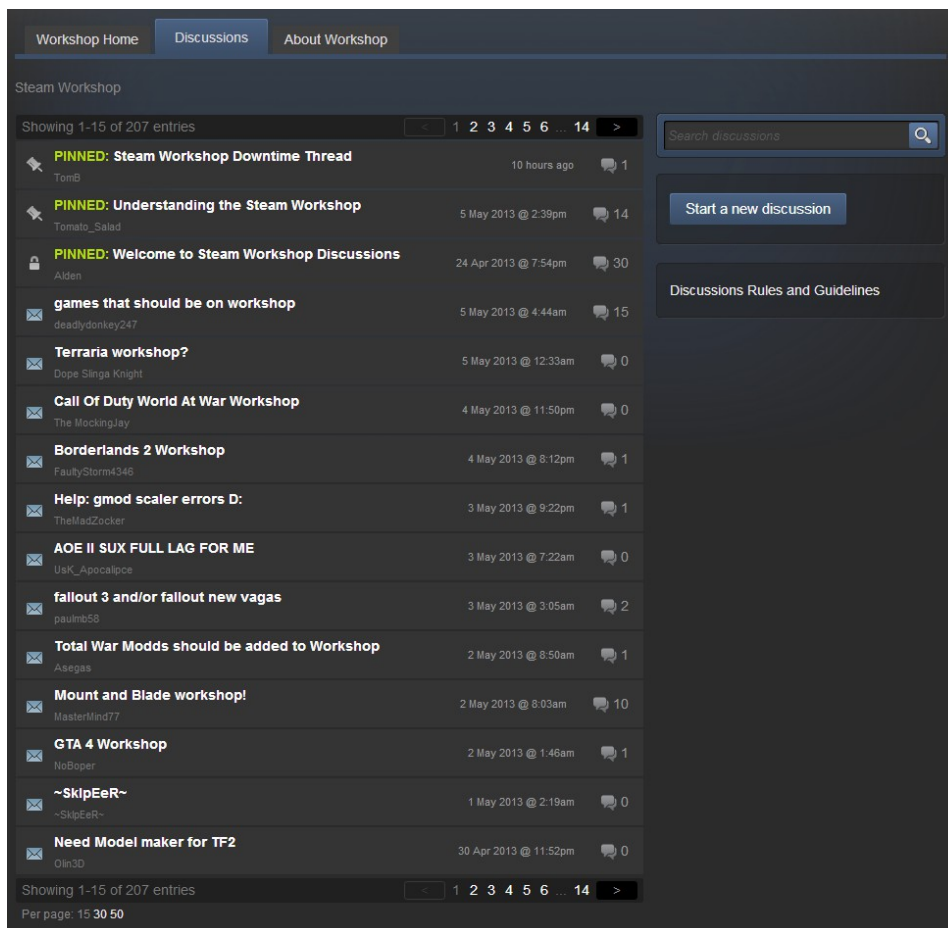 Workshop Home Discussions About Workshop
Steam Workshop
Showing 1-15 of 207 entries < 1 2 3 4 5 6 ... 14 >
Search discussions
PINNED: Steam Workshop Downtime Thread 10 hours ago 1
TomB
PINNED: Understanding the Steam Workshop 5 May 2013 @ 2:39pm 14
Tomato_Salad
Start a new discussion
PINNED: Welcome to Steam Workshop Discussions 24 Apr 2013 @ 7:54pm 30
Alden
Discussions Rules and Guidelines
games that should be on workshop 5 May 2013 @ 4:44am 15
deadlydonkey247
Terraria workshop? 5 May 2013 @ 12:33am 0
Dope Slinga Knight
Call Of Duty World At War Workshop 4 May 2013 @ 11:50pm 0
The MockingJay
Borderlands 2 Workshop 4 May 2013 @ 8:12pm 1
FaultyStorm4346
Help: gmod scaler errors D: 3 May 2013 @ 9:22pm 1
TheMadZocker
AOE II SUX FULL LAG FOR ME 3 May 2013 @ 7:22am 0
UsK_Apocalipce
fallout 3 and/or fallout new vagas 3 May 2013 @ 3:05am 2
paulmb58
Total War Modds should be added to Workshop 2 May 2013 @ 8:50am 1
Asegas
Mount and Blade workshop! 2 May 2013 @ 8:03am 10
MasterMind77
GTA 4 Workshop 2 May 2013 @ 1:46am 1
NoBoper
~SkIpEeR~ 1 May 2013 @ 2:19am 0
~SkIpEeR~
Need Model maker for TF2 30 Apr 2013 @ 11:52pm 0
Olin3D
Showing 1-15 of 207 entries < 1 2 3 4 5 6 ... 14 >
Per page: 15 30 50